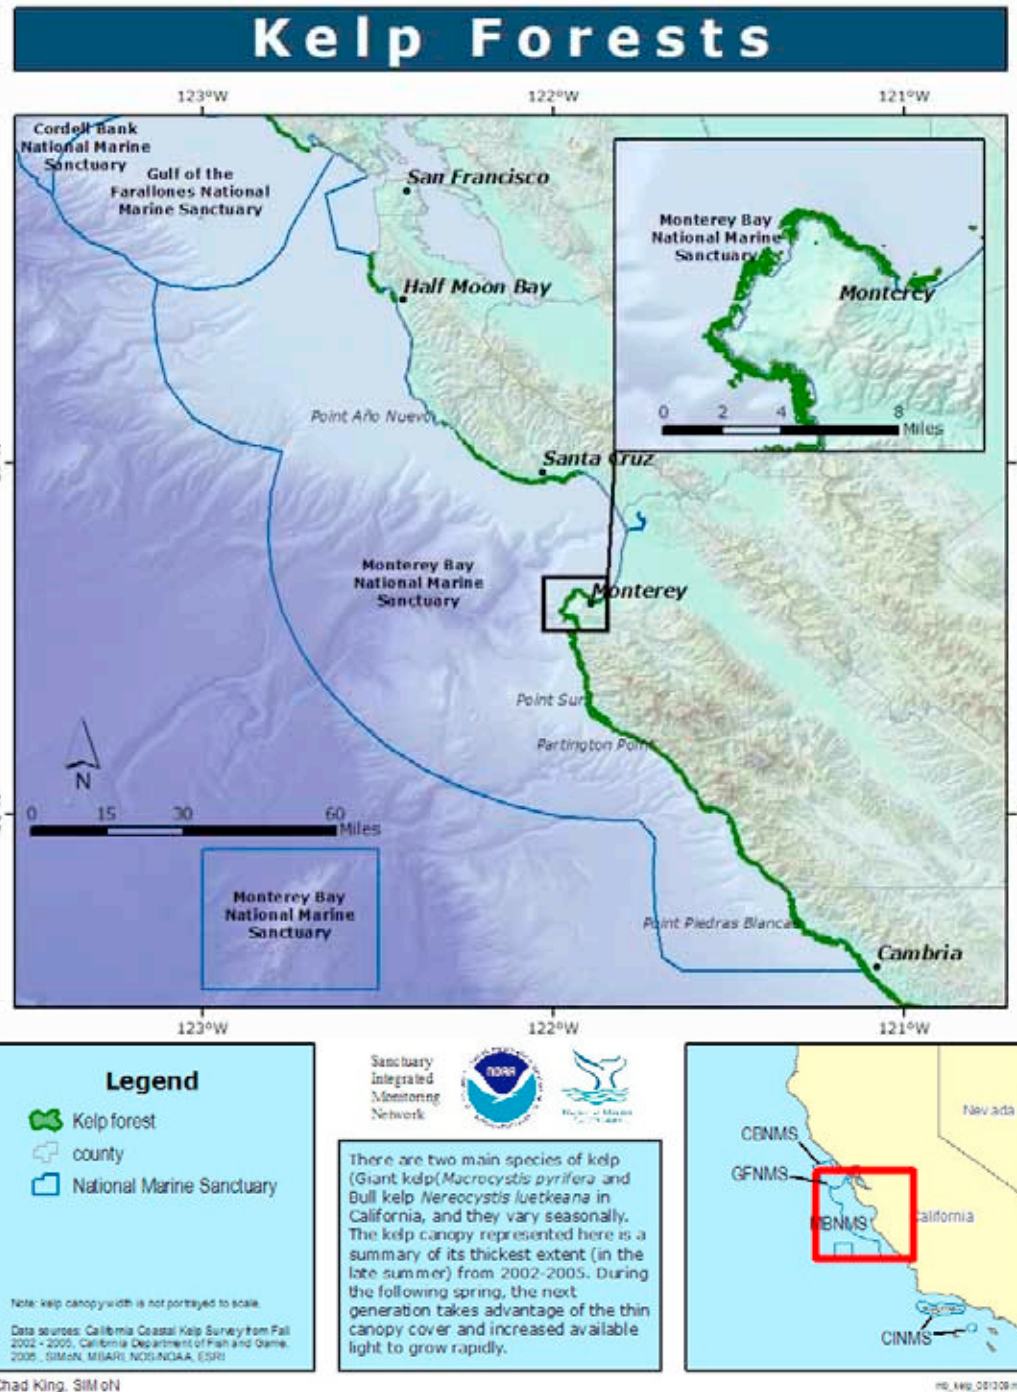 Kelp Forests
123°W
122°W
121°W
Cordell Bank
National Marine
Sanctuary
Gulf of the
Farallones National
Marine Sanctuary
San Francisco
Half Moon Bay
Monterey Bay
National Marine
Sanctuary
Monterey
0 2 4 8
Miles
Point Año Nuevo
Santa Cruz
Monterey Bay
National Marine
Sanctuary
Monterey
Point Sur
Partington Point
N
0 15 30 60
Miles
Monterey Bay
National Marine
Sanctuary
Point Piedras Blancas
Cambria
123°W
122°W
121°W
Legend
Kelp forest
county
National Marine Sanctuary
Note: kelp canopy width is not portrayed to scale.
Data sources: California Coastal Kelp Survey from Fall
2002 - 2005, California Department of Fish and Game,
2006, SIMoN, MBARI, NOS/NOAA, ESRI
Chad King, SIMoN
Sanctuary
Integrated
Monitoring
Network
NOAA
There are two main species of kelp
(Giant kelp(Macrocystis pyrifera and
Bull kelp Nereocystis luetkeana in
California, and they vary seasonally.
The kelp canopy represented here is a
summary of its thickest extent (in the
late summer) from 2002-2005. During
the following spring, the next
generation takes advantage of the thin
canopy cover and increased available
light to grow rapidly.
CBNMS
GFNMS
MBNMS
Nevada
California
CINMS